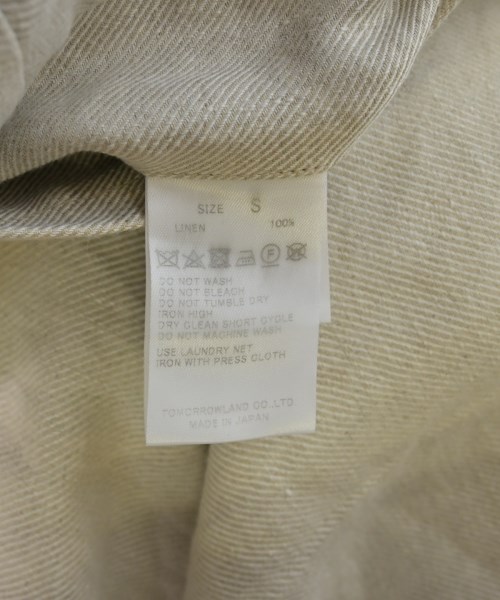 SIZE S
LINEN 100%
DO NOT WASH
DO NOT BLEACH
DO NOT TUMBLE DRY
IRON HIGH
DRY CLEAN SHORT CYCLE
DO NOT MACHINE WASH
USE LAUNDRY NET
IRON WITH PRESS CLOTH
TOMORROWLAND CO.,LTD
MADE IN JAPAN